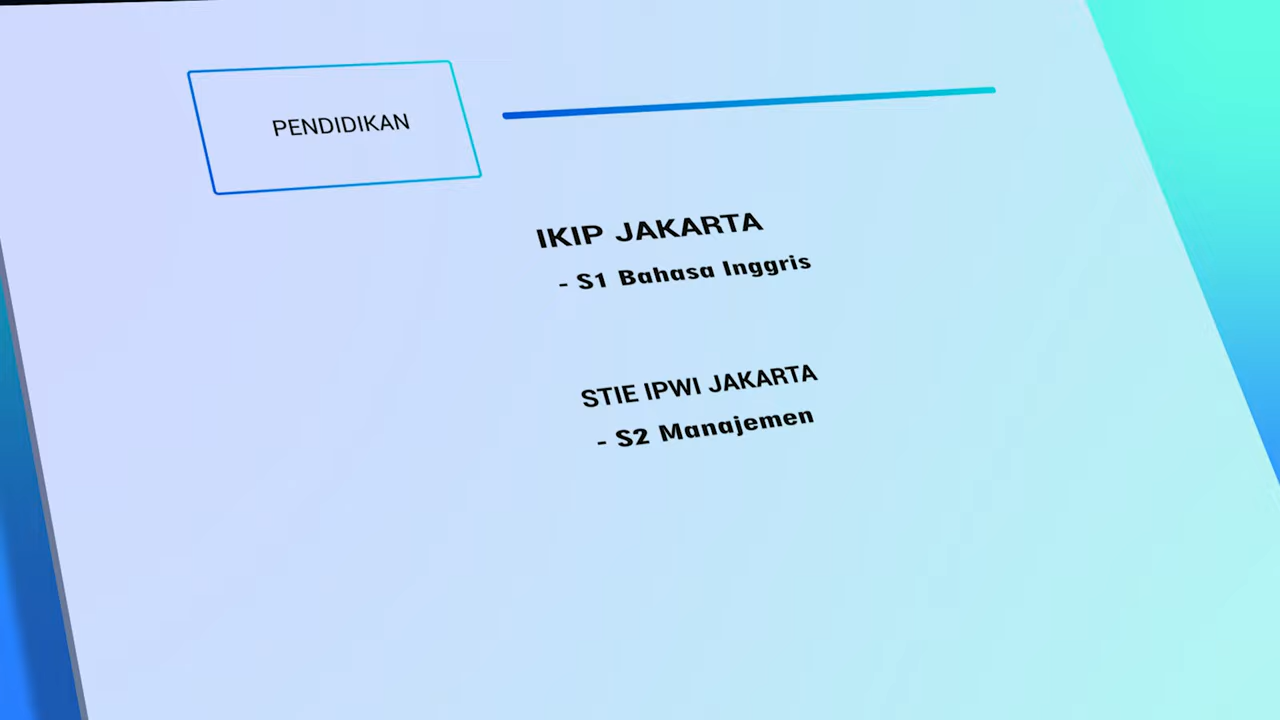 PENDIDIKAN
IKIP JAKARTA
- S1 Bahasa Inggris
STIE IPWI JAKARTA
- S2 Manajemen